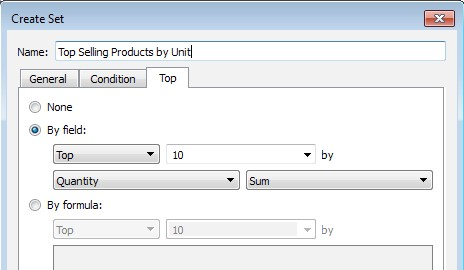 Create Set
Name: Top Selling Products by Unit
General Condition Top
None
By field:
Top 10 by
Quantity Sum
By formula:
Top 10 by